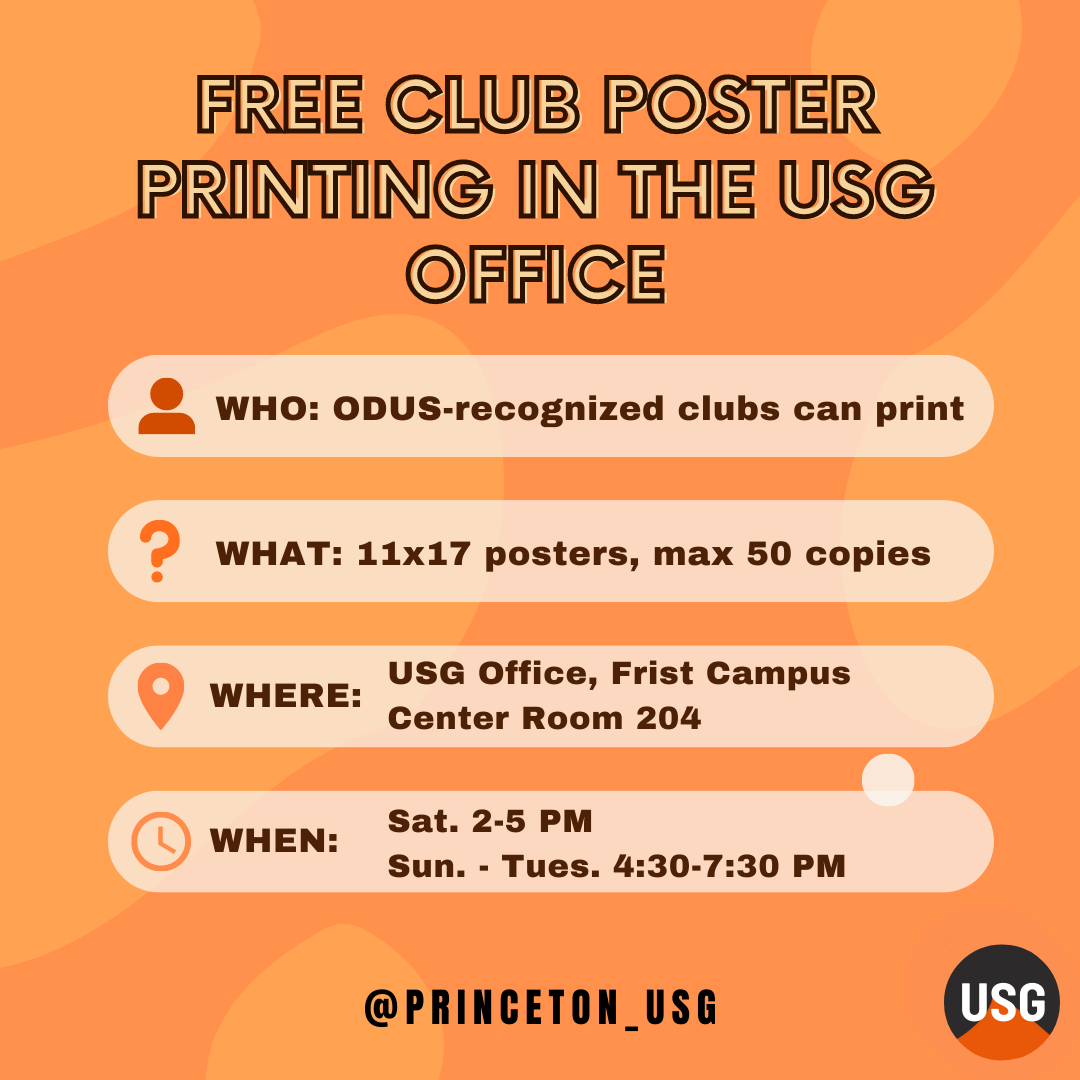 FREE CLUB POSTER
PRINTING IN THE USG
OFFICE
WHO: ODUS-recognized clubs can print
WHAT: 11x17 posters, max 50 copies
WHERE:
USG Office, Frist Campus
Center Room 204
WHEN:
Sat. 2-5 PM
Sun. - Tues. 4:30-7:30 PM
@PRINCETON_USG
USG